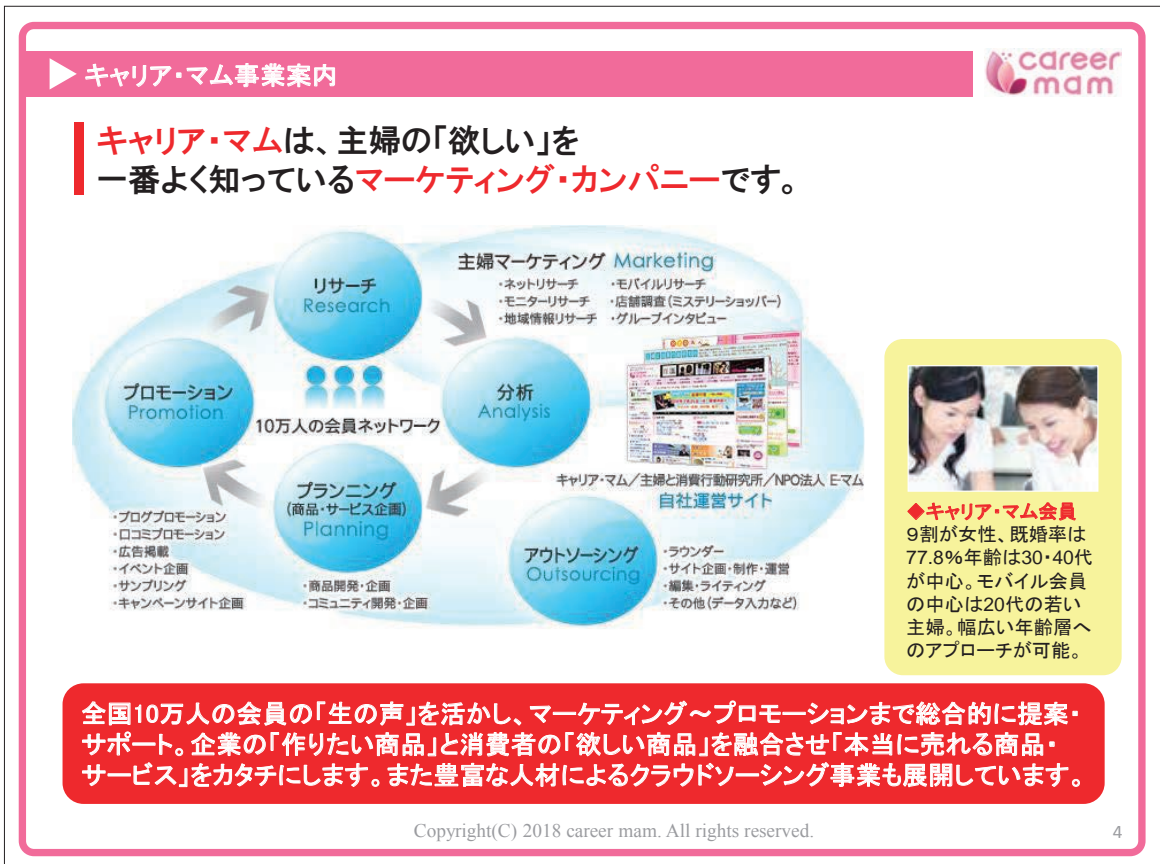 キャリア・マム事業案内
career
mam
キャリア・マムは、主婦の「欲しい」を
一番よく知っているマーケティング・カンパニーです。
リサーチ
Research
主婦マーケティング Marketing
・ネットリサーチ ・モバイルリサーチ
・モニターリサーチ ・店舗調査(ミステリーショッパー)
・地域情報リサーチ ・グループインタビュー
プロモーション
Promotion
10万人の会員ネットワーク
分析
Analysis
キャリア・マム/主婦と消費行動研究所/NPO法人 E-マム
自社運営サイト
プランニング
(商品・サービス企画)
Planning
・ブログプロモーション
・口コミプロモーション
・広告掲載
・イベント企画
・サンプリング
・キャンペーンサイト企画
・商品開発・企画
・コミュニティ開発・企画
アウトソーシング
Outsourcing
・ラウンダー
・サイト企画・制作・運営
・編集・ライティング
・その他(データ入力など)
◆キャリア・マム会員
9割が女性、既婚率は
77.8%年齢は30・40代
が中心。モバイル会員
の中心は20代の若い
主婦。幅広い年齢層へ
のアプローチが可能。
全国10万人の会員の「生の声」を活かし、マーケティング~プロモーションまで総合的に提案・
サポート。企業の「作りたい商品」と消費者の「欲しい商品」を融合させ「本当に売れる商品・
サービス」をカタチにします。また豊富な人材によるクラウドソーシング事業も展開しています。
Copyright(C) 2018 career mam. All rights reserved.
4